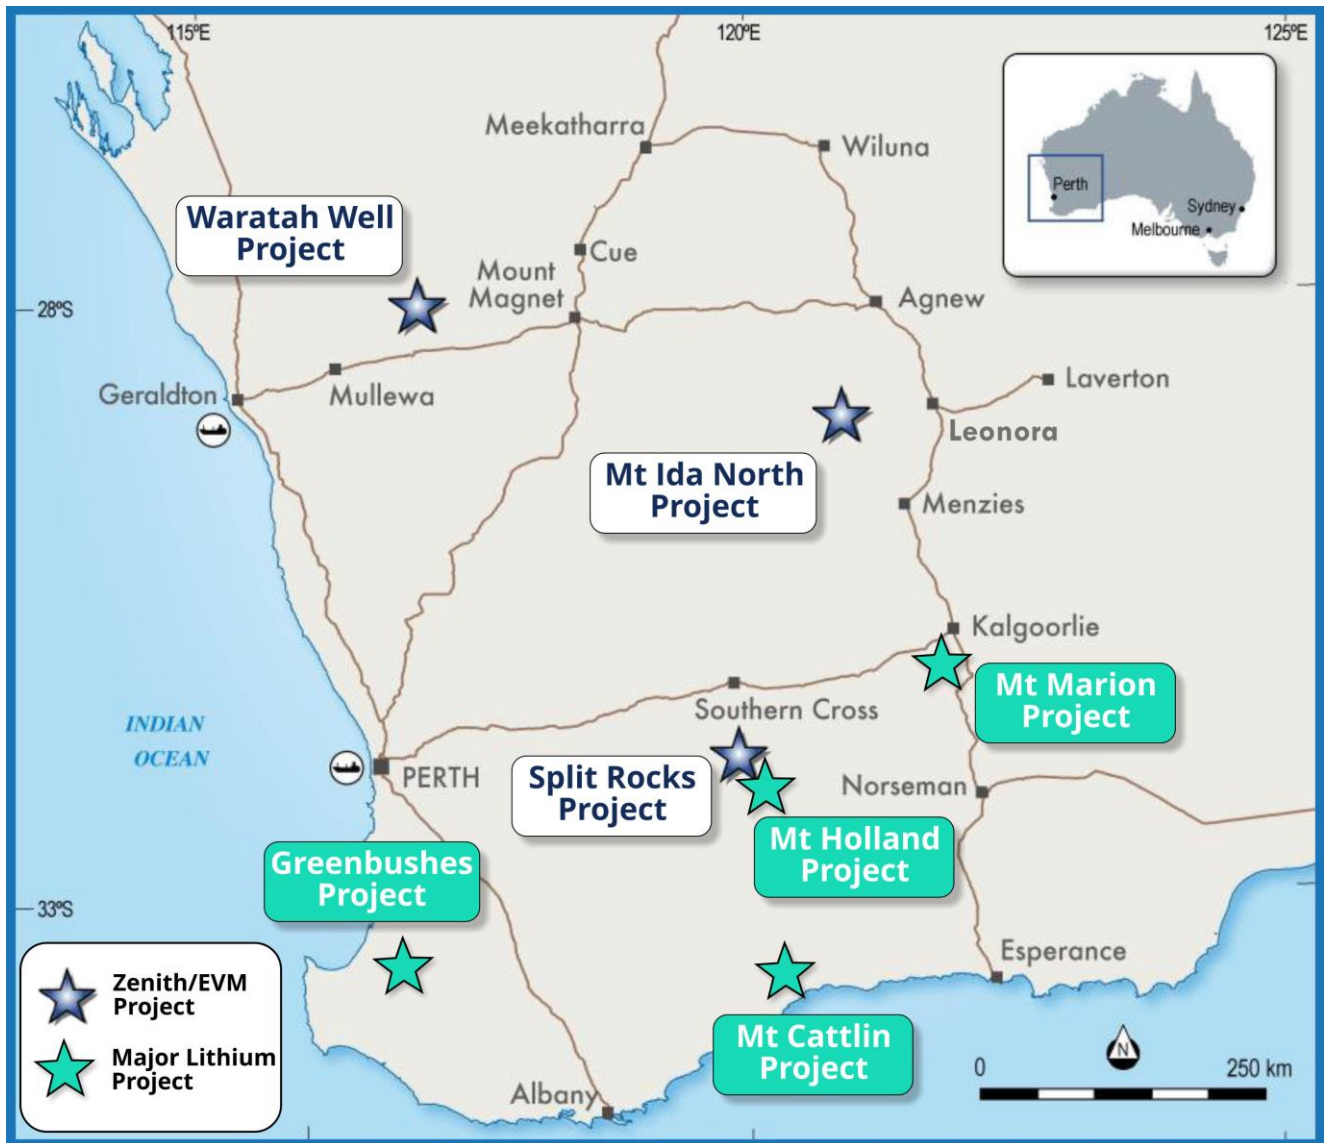 115ºE
120ºE
125ºE
Meekatharra
Wiluna
Perth
Sydney
Melbourne
Waratah Well
Project
Cue
Mount
Magnet
Agnew
28ºS
Geraldton
Mullewa
Laverton
Leonora
Mt Ida North
Project
Menzies
Kalgoorlie
Mt Marion
Project
Southern Cross
INDIAN
OCEAN
PERTH
Split Rocks
Project
Norseman
Mt Holland
Project
Greenbushes
Project
33ºS
Esperance
Zenith/EVM
Project
Major Lithium
Project
Mt Cattlin
Project
Albany
N
0
250 km